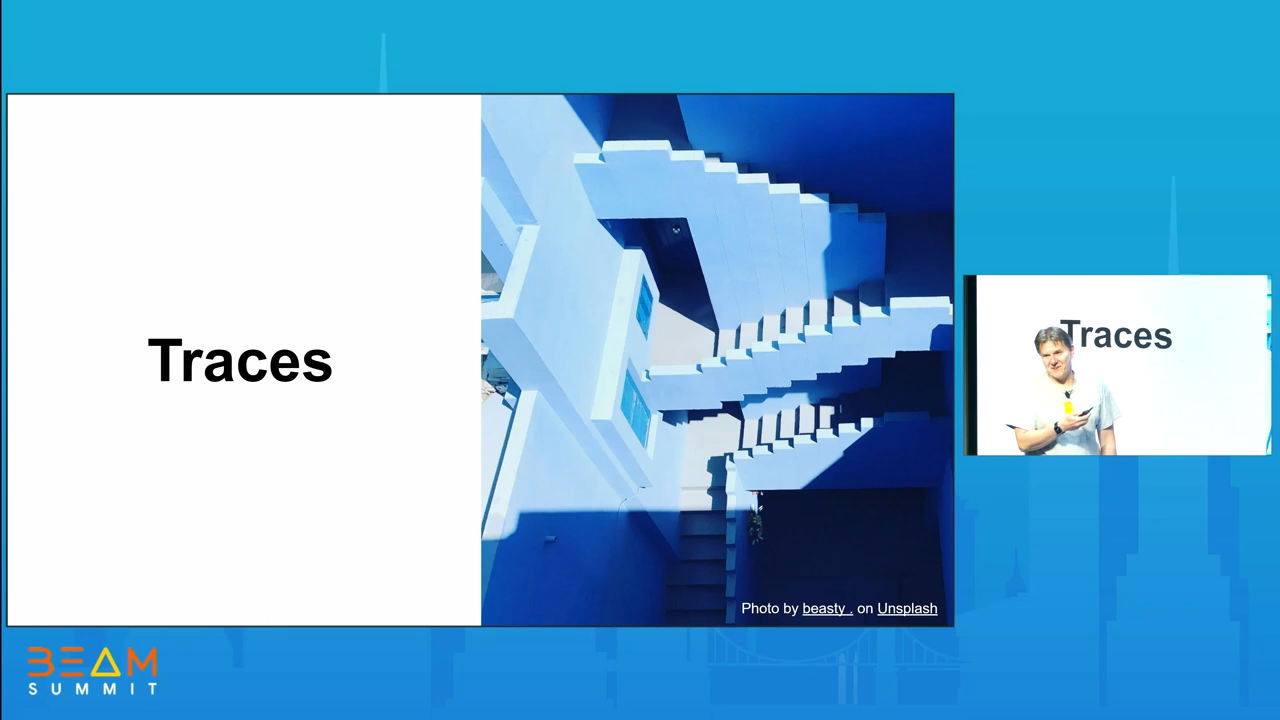 Traces
Photo by beasty . on Unsplash
Traces
BEAM
SUMMIT